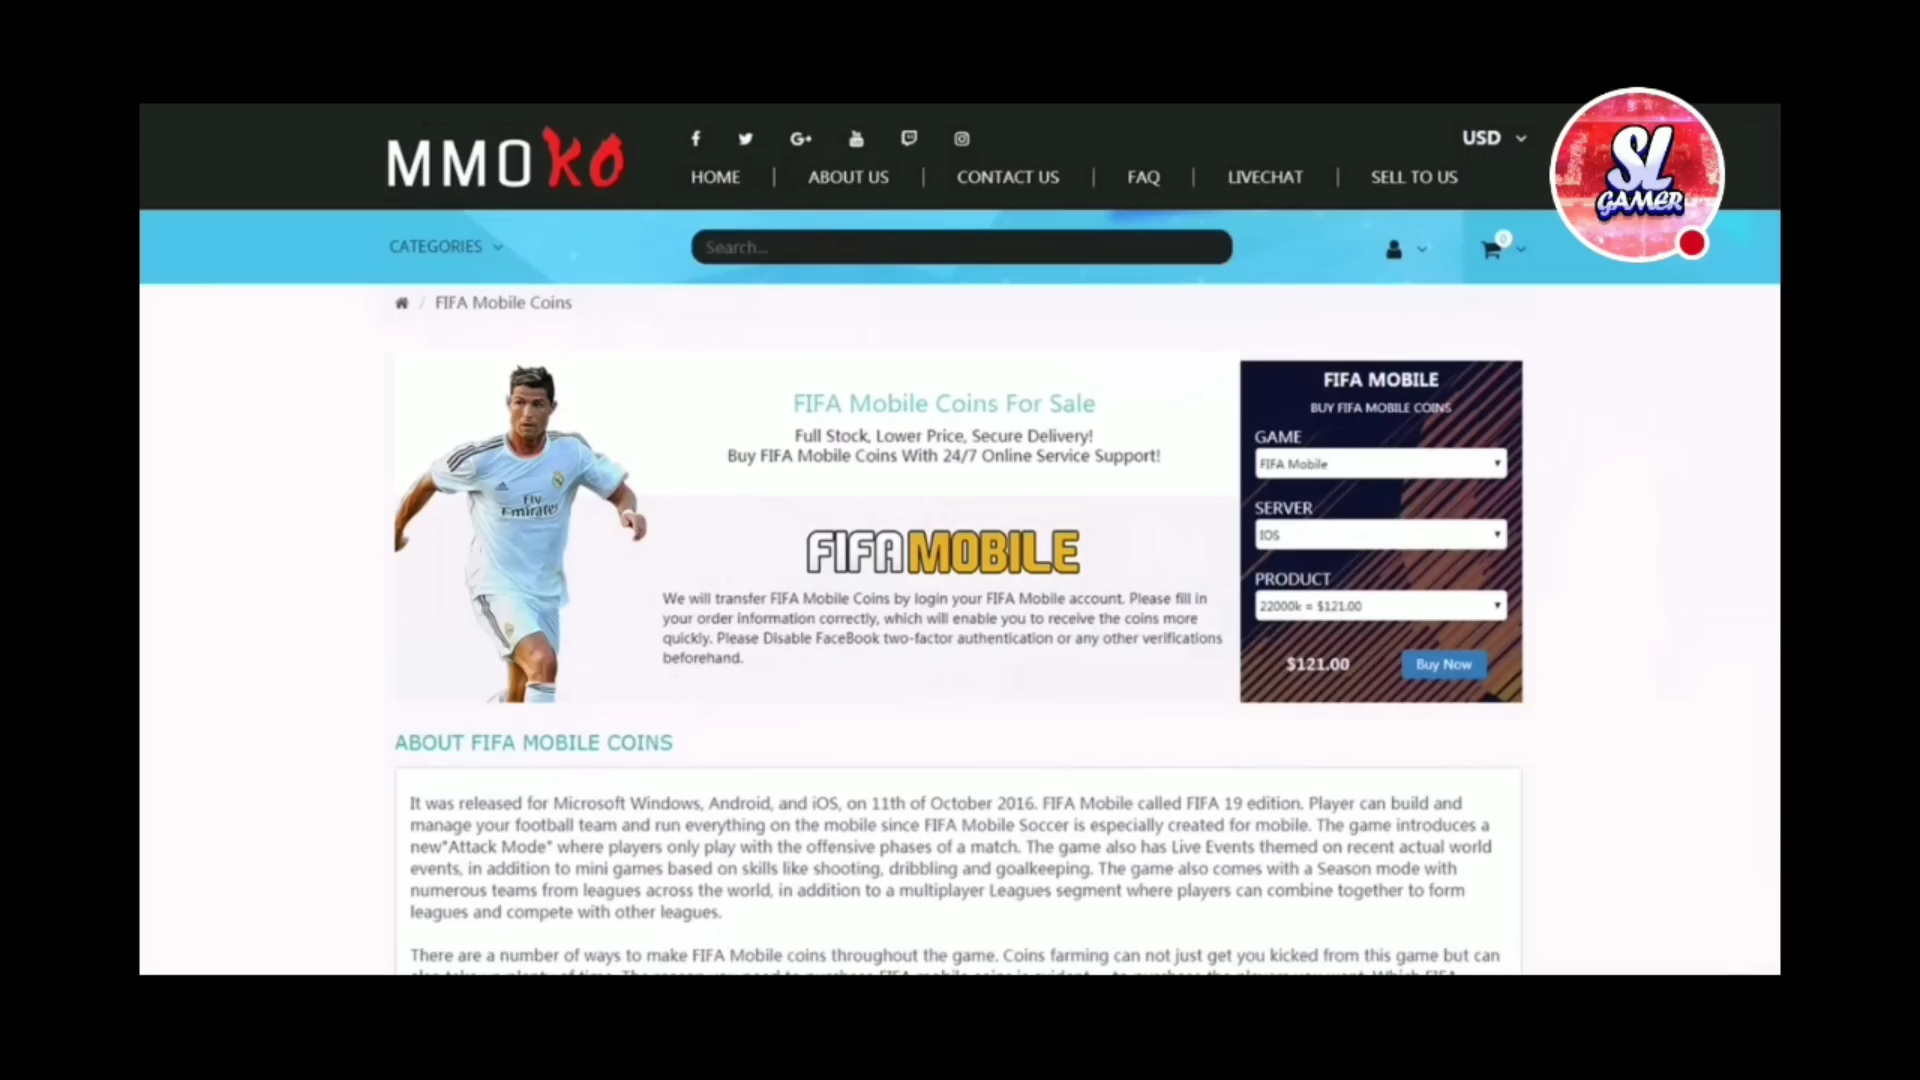 MMOKO
USD
HOME | ABOUT US | CONTACT US | FAQ | LIVECHAT | SELL TO US
SL
GAMER
CATEGORIES
Search...
0
/ FIFA Mobile Coins
FIFA Mobile Coins For Sale
Full Stock, Lower Price, Secure Delivery!
Buy FIFA Mobile Coins With 24/7 Online Service Support!
Fly
Emirates
FIFA MOBILE
We will transfer FIFA Mobile Coins by login your FIFA Mobile account. Please fill in
your order information correctly, which will enable you to receive the coins more
quickly. Please Disable FaceBook two-factor authentication or any other verifications
beforehand.
FIFA MOBILE
BUY FIFA MOBILE COINS
GAME
FIFA Mobile
SERVER
IOS
PRODUCT
22000k = $121.00
$121.00
Buy Now
ABOUT FIFA MOBILE COINS
It was released for Microsoft Windows, Android, and iOS, on 11th of October 2016. FIFA Mobile called FIFA 19 edition. Player can build and
manage your football team and run everything on the mobile since FIFA Mobile Soccer is especially created for mobile. The game introduces a
new"Attack Mode" where players only play with the offensive phases of a match. The game also has Live Events themed on recent actual world
events, in addition to mini games based on skills like shooting, dribbling and goalkeeping. The game also comes with a Season mode with
numerous teams from leagues across the world, in addition to a multiplayer Leagues segment where players can combine together to form
leagues and compete with other leagues.
There are a number of ways to make FIFA Mobile coins throughout the game. Coins farming can not just get you kicked from this game but can